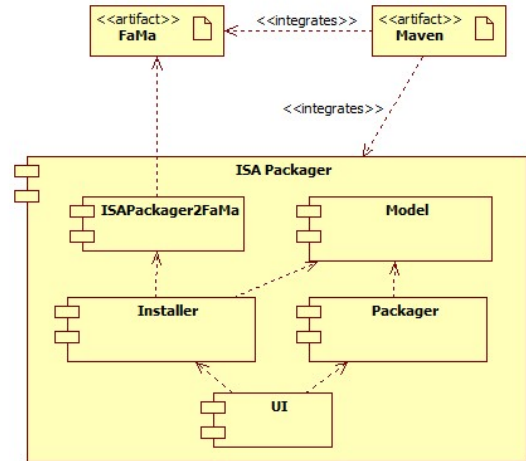 <<artifact>>
FaMa
<<integrates>>
<<artifact>>
Maven
<<integrates>>
ISA Packager
ISAPackager2FaMa
Model
Installer
Packager
UI